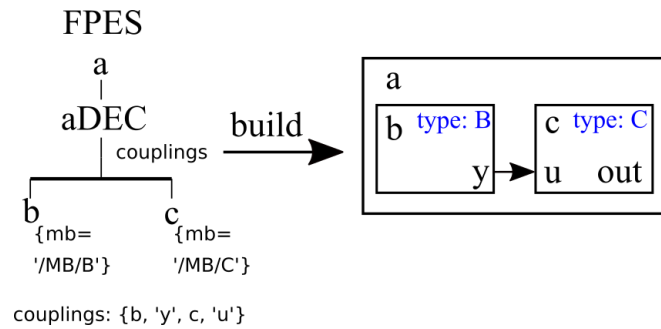 FPES
a
aDEC
couplings
b
c
{mb=
'/MB/B'}
{mb=
'/MB/C'}
couplings: {b, 'y', c, 'u'}
build
a
b type: B
y
c type: C
u out